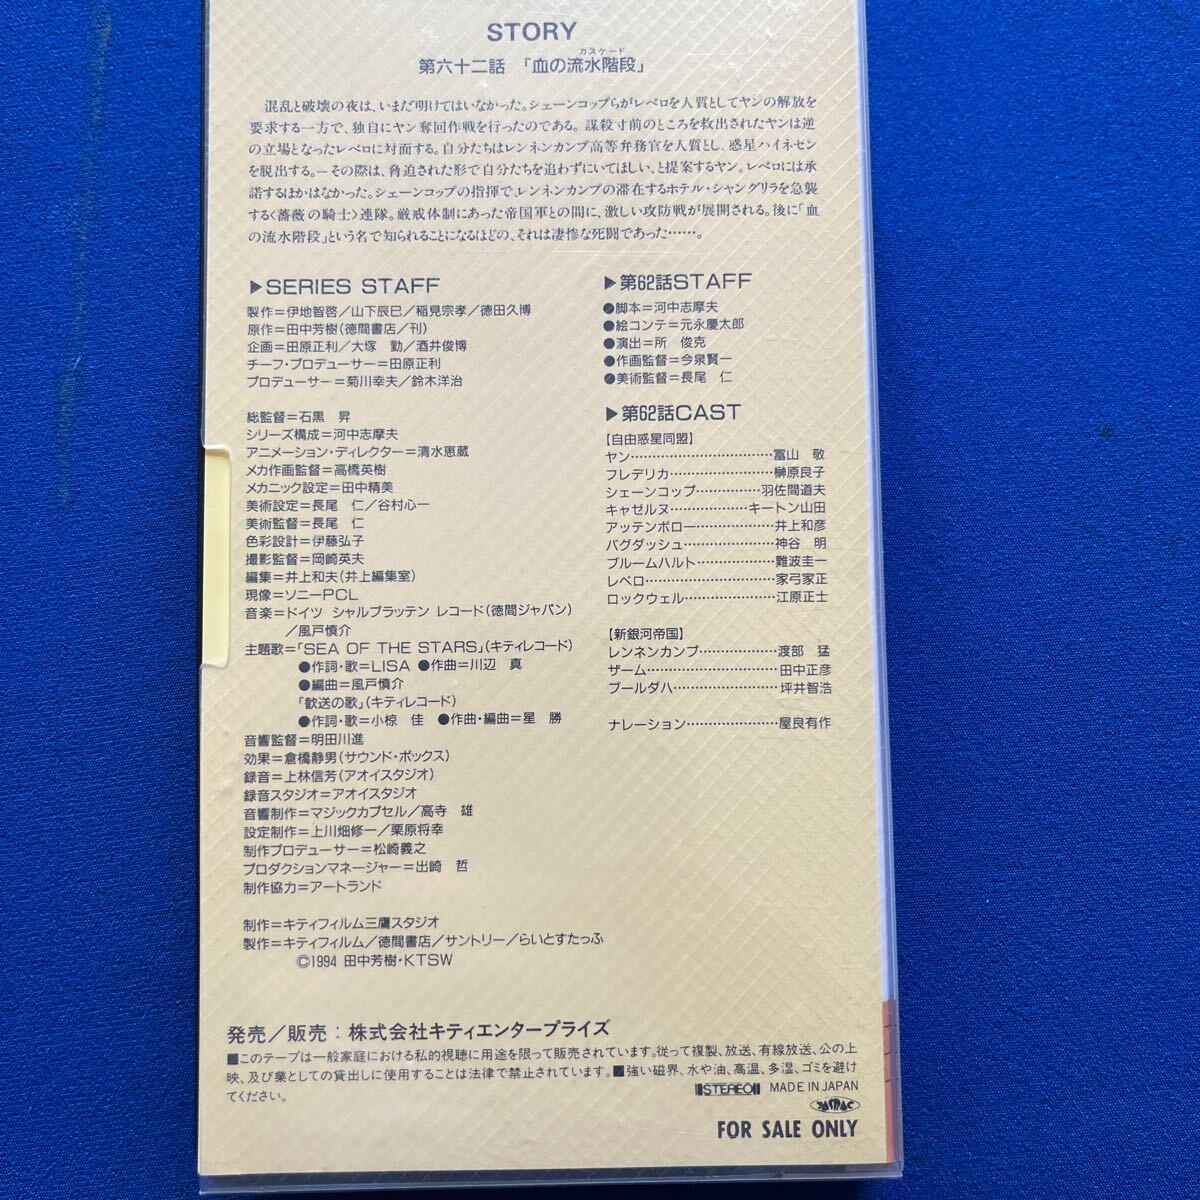 STORY
カスケード
第六十二話 「血の流水階段」
混乱と破壊の夜は、いまだ明けてはいなかった。シェーンコップらがレベロを人質としてヤンの解放を
要求する一方で、独自にヤン奪回作戦を行ったのである。謀殺寸前のところを救出されたヤンは逆
の立場となったレベロに対面する。自分たちはレンネンカンプ高等弁務官を人質とし、惑星ハイネセン
を脱出する。—その際は、脅迫された形で自分たちを追わずにいてほしい、と提案するヤン。レベロには承
諾するほかはなかった。シェーンコップの指揮で、レンネンカンプの滞在するホテル・シャングリラを急襲
する〈薔薇の騎士〉連隊。厳戒体制にあった帝国軍との間に、激しい攻防戦が展開される。後に「血
の流水階段」という名で知られることになるほどの、それは凄惨な死闘であった……。
▶SERIES STAFF
製作=伊地智啓/山下辰巳/稲見宗孝/徳田久博
原作=田中芳樹(徳間書店/刊)
企画=田原正利/大塚 勤/酒井俊博
チーフ・プロデューサー=田原正利
プロデューサー=菊川幸夫/鈴木洋治
総監督=石黒 昇
シリーズ構成=河中志摩夫
アニメーション・ディレクター=清水恵蔵
メカ作画監督=高橋英樹
メカニック設定=田中精美
美術設定=長尾 仁/谷村心一
美術監督=長尾 仁
色彩設計=伊藤弘子
撮影監督=岡崎英夫
編集=井上和夫(井上編集室)
現像=ソニーPCL
音楽=ドイツ シャルプラッテン レコード(徳間ジャパン)
/風戸慎介
主題歌=「SEA OF THE STARS」(キティレコード)
●作詞・歌=LISA ●作曲=川辺 真
●編曲=風戸慎介
「歓送の歌」(キティレコード)
●作詞・歌=小椋 佳 ●作曲・編曲=星 勝
音響監督=明田川進
効果=倉橋静男(サウンド・ボックス)
録音=上林信芳(アオイスタジオ)
録音スタジオ=アオイスタジオ
音響制作=マジックカプセル/高寺 雄
設定制作=上川畑修一/栗原将幸
制作プロデューサー=松崎義之
プロダクションマネージャー=出崎 哲
制作協力=アートランド
制作=キティフィルム三鷹スタジオ
製作=キティフィルム/徳間書店/サントリー/らいとすたっふ
©1994 田中芳樹・KTSW
▶第62話STAFF
●脚本=河中志摩夫
●絵コンテ=元永慶太郎
●演出=所 俊克
●作画監督=今泉賢一
●美術監督=長尾 仁
▶第62話CAST
【自由惑星同盟】
ヤン……………………………富山 敬
フレデリカ……………………榊原良子
シェーンコップ……………羽佐間道夫
キャゼルヌ………………キートン山田
アッテンボロー………………井上和彦
バグダッシュ…………………神谷 明
ブルームハルト………………難波圭一
レベロ…………………………家弓家正
ロックウェル…………………江原正士
【新銀河帝国】
レンネンカンプ………………渡部 猛
ザーム…………………………田中正彦
ブールダハ……………………坪井智浩
ナレーション…………………屋良有作
発売/販売:株式会社キティエンタープライズ
■このテープは一般家庭における私的視聴に用途を限って販売されています。従って複製、放送、有線放送、公の上
映、及び業としての貸出しに使用することは法律で禁止されています。■強い磁界、水や油、高温、多湿、ゴミを避け
てください。
STEREO MADE IN JAPAN
JASRAC
FOR SALE ONLY